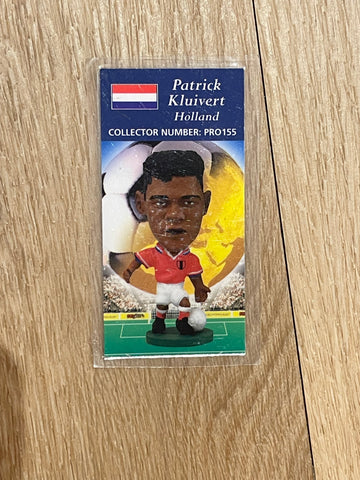 Patrick
Kluivert
Holland
COLLECTOR NUMBER: PRO155